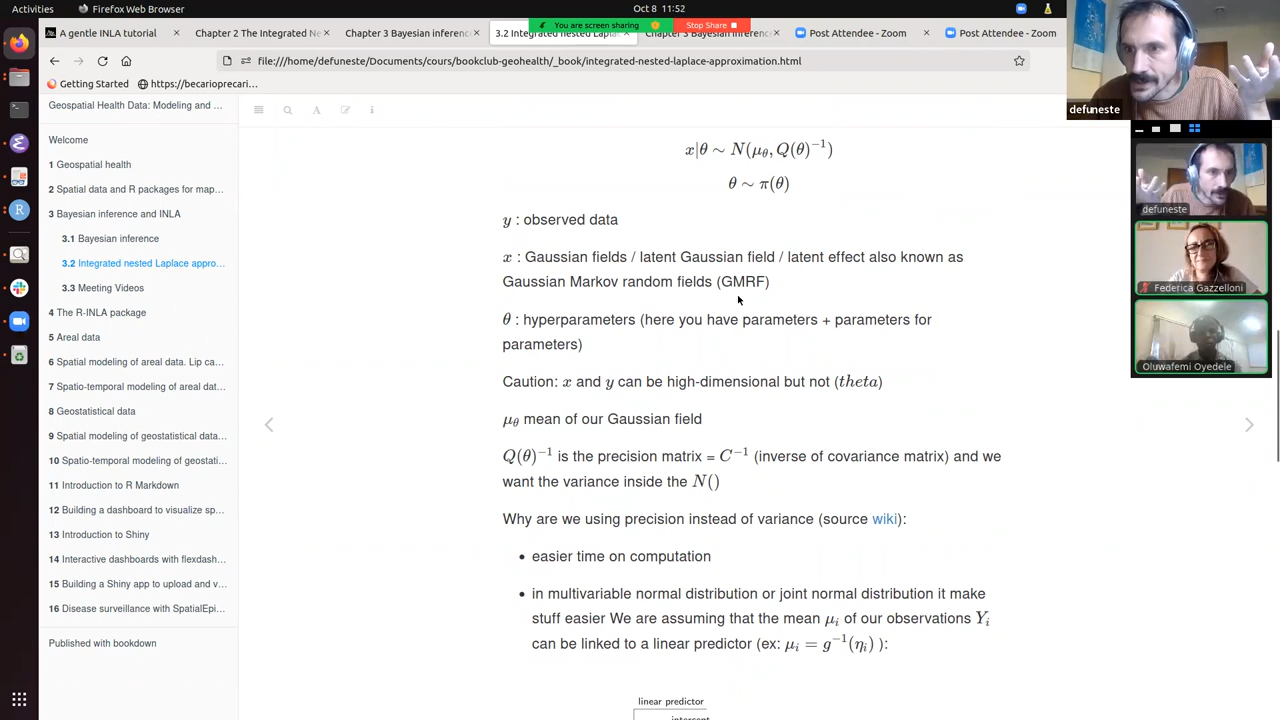 Activities
Firefox Web Browser
Oct 8 11:52
You are screen sharing
Stop Share
A gentle INLA tutorial
Chapter 2 The Integrated Ne
Chapter 3 Bayesian inferenc
3.2 Integrated nested Lapla
Chapter 5 Bayesian inference
Post Attendee - Zoom
Post Attendee - Zoom
file:///home/defuneste/Documents/cours/bookclub-geohealth/_book/integrated-nested-laplace-approximation.html
Getting Started
https://becarioprecari...
Geospatial Health Data: Modeling and ...
Welcome
1 Geospatial health
2 Spatial data and R packages for map...
3 Bayesian inference and INLA
3.1 Bayesian inference
3.2 Integrated nested Laplace appro...
3.3 Meeting Videos
4 The R-INLA package
5 Areal data
6 Spatial modeling of areal data. Lip ca...
7 Spatio-temporal modeling of areal dat...
8 Geostatistical data
9 Spatial modeling of geostatistical data...
10 Spatio-temporal modeling of geostati...
11 Introduction to R Markdown
12 Building a dashboard to visualize sp...
13 Introduction to Shiny
14 Interactive dashboards with flexdash...
15 Building a Shiny app to upload and v...
16 Disease surveillance with SpatialEpi...
Published with bookdown
x|θ ∼ N(μ_θ, Q(θ)⁻¹)
θ ∼ π(θ)
y : observed data
x : Gaussian fields / latent Gaussian field / latent effect also known as
Gaussian Markov random fields (GMRF)
θ : hyperparameters (here you have parameters + parameters for
parameters)
Caution: x and y can be high-dimensional but not (theta)
μ_θ mean of our Gaussian field
Q(θ)⁻¹ is the precision matrix = C⁻¹ (inverse of covariance matrix) and we
want the variance inside the N()
Why are we using precision instead of variance (source wiki):
• easier time on computation
• in multivariable normal distribution or joint normal distribution it make
stuff easier We are assuming that the mean μ_i of our observations Y_i
can be linked to a linear predictor (ex: μ_i = g⁻¹(η_i) ):
linear predictor
intercept
defuneste
defuneste
Federica Gazzelloni
Oluwafemi Oyedele